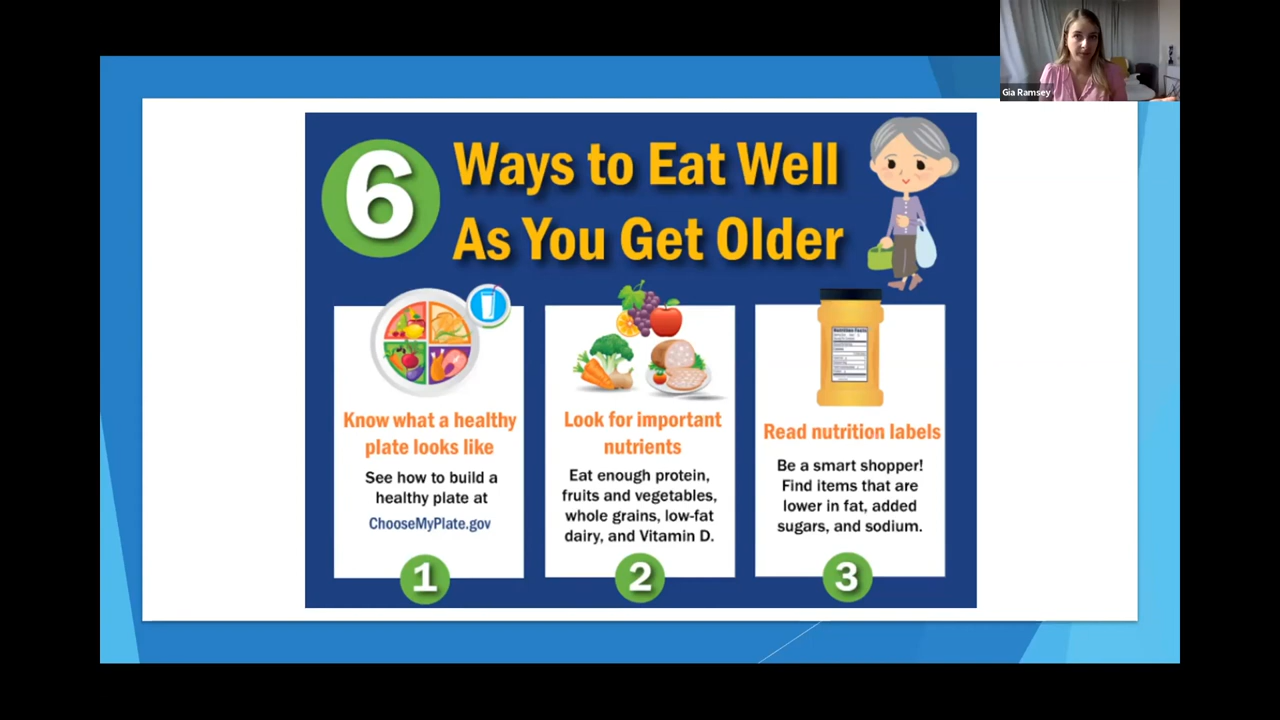 Gia Ramsey
6
Ways to Eat Well
As You Get Older
Know what a healthy
plate looks like
See how to build a
healthy plate at
ChooseMyPlate.gov
1
Look for important
nutrients
Eat enough protein,
fruits and vegetables,
whole grains, low-fat
dairy, and Vitamin D.
2
Nutrition Facts
Read nutrition labels
Be a smart shopper!
Find items that are
lower in fat, added
sugars, and sodium.
3